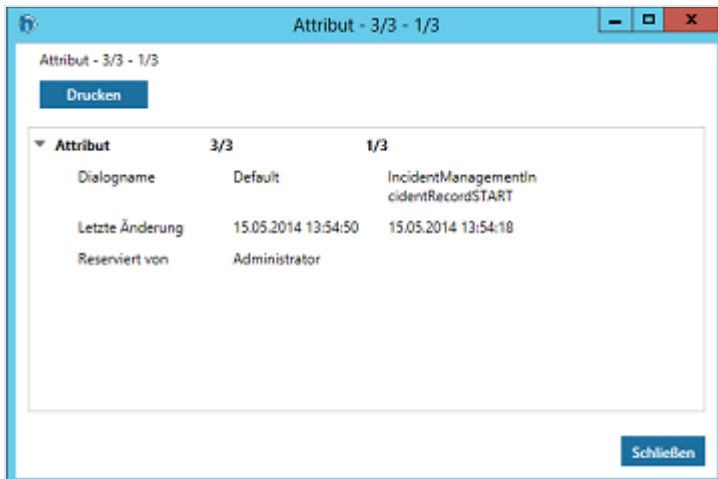 Attribut - 3/3 - 1/3
Attribut - 3/3 - 1/3
Drucken
Attribut 3/3 1/3
Dialogname Default IncidentManagementIn
cidentRecordSTART
Letzte Änderung 15.05.2014 13:54:50 15.05.2014 13:54:18
Reserviert von Administrator
Schließen